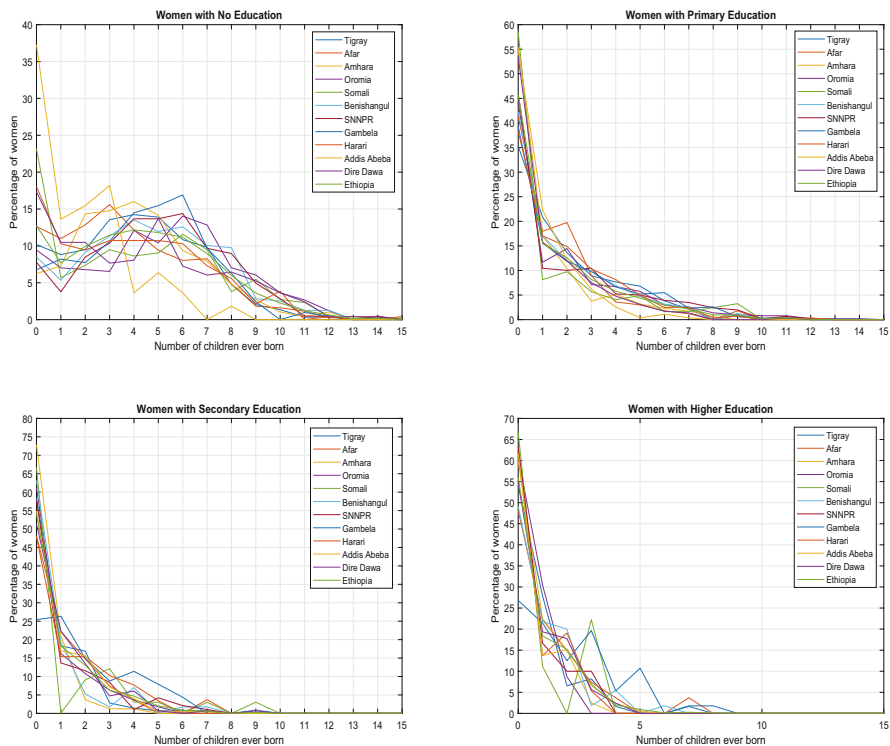 Women with No Education
Percentage of women
40
35
30
25
20
15
10
5
0
0 1 2 3 4 5 6 7 8 9 10 11 12 13 14 15
Number of children ever born
Tigray
Afar
Amhara
Oromia
Somali
Benishangul
SNNPR
Gambela
Harari
Addis Abeba
Dire Dawa
Ethiopia
Women with Primary Education
Percentage of women
60
55
50
45
40
35
30
25
20
15
10
5
0
0 1 2 3 4 5 6 7 8 9 10 11 12 13 14 15
Number of children ever born
Tigray
Afar
Amhara
Oromia
Somali
Benishangul
SNNPR
Gambela
Harari
Addis Abeba
Dire Dawa
Ethiopia
Women with Secondary Education
Percentage of women
80
75
70
65
60
55
50
45
40
35
30
25
20
15
10
5
0
0 1 2 3 4 5 6 7 8 9 10 11 12 13 14 15
Number of children ever born
Tigray
Afar
Amhara
Oromia
Somali
Benishangul
SNNPR
Gambela
Harari
Addis Abeba
Dire Dawa
Ethiopia
Women with Higher Education
Percentage of women
70
65
60
55
50
45
40
35
30
25
20
15
10
5
0
0 5 10 15
Number of children ever born
Tigray
Afar
Amhara
Oromia
Somali
Benishangul
SNNPR
Gambela
Harari
Addis Abeba
Dire Dawa
Ethiopia